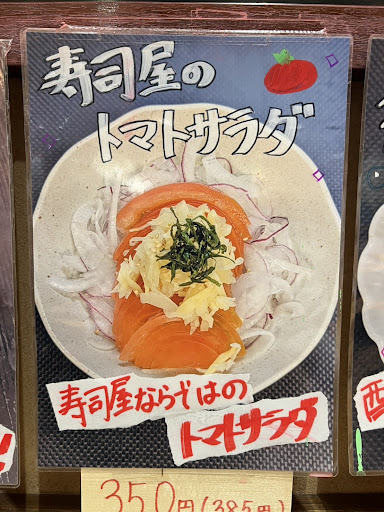 寿司屋の
トマトサラダ
寿司屋ならではの
トマトサラダ
350円(385円)
西